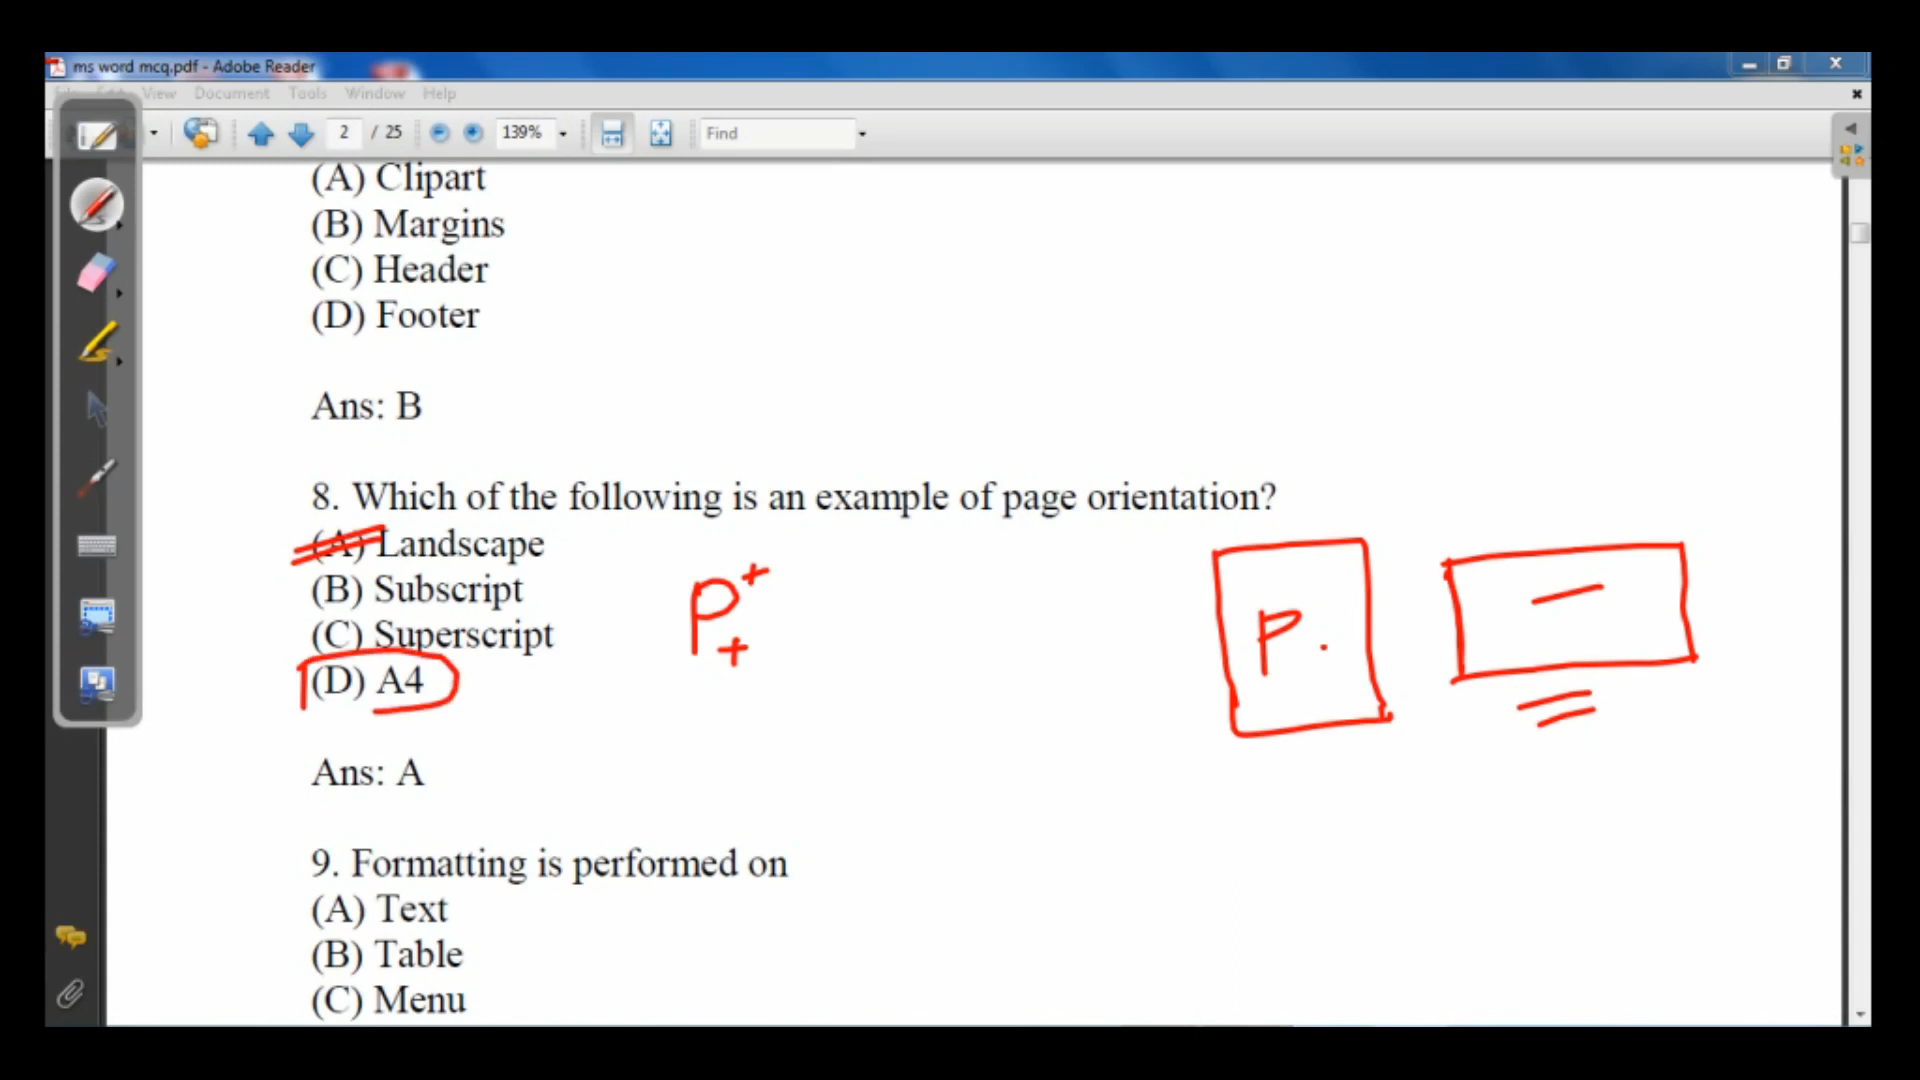 ms word mcq.pdf - Adobe Reader
View Document Tools Window Help
2 / 25 139% Find
(A) Clipart
(B) Margins
(C) Header
(D) Footer
Ans: B
8. Which of the following is an example of page orientation?
(A) Landscape
(B) Subscript
(C) Superscript
(D) A4
P+
+
P.
Ans: A
9. Formatting is performed on
(A) Text
(B) Table
(C) Menu